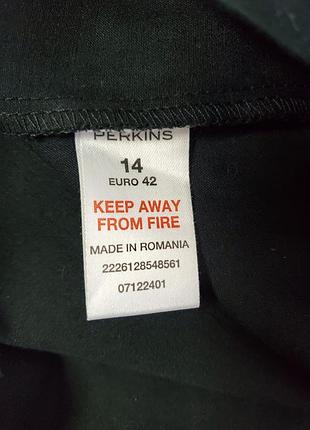 PERKINS
14
EURO 42
KEEP AWAY
FROM FIRE
MADE IN ROMANIA
2226128548561
07122401